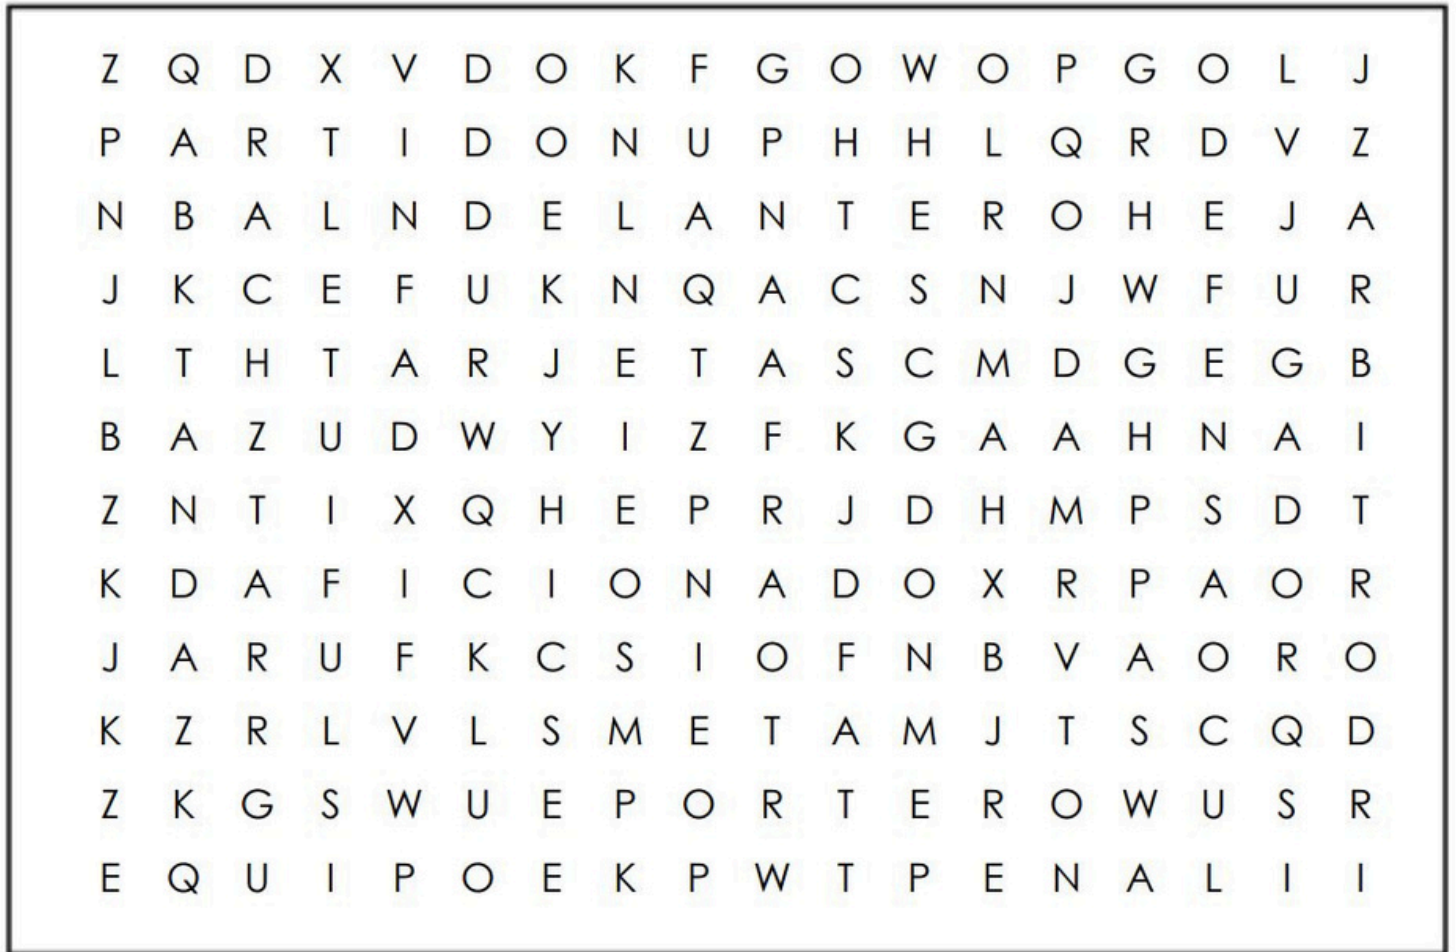 Z Q D X V D O K F G O W O P G O L J
P A R T I D O N U P H H L Q R D V Z
N B A L N D E L A N T E R O H E J A
J K C E F U K N Q A C S N J W F U R
L T H T A R J E T A S C M D G E G B
B A Z U D W Y I Z F K G A A H N A I
Z N T I X Q H E P R J D H M P S D T
K D A F I C I O N A D O X R P A O R
J A R U F K C S I O F N B V A O R O
K Z R L V L S M E T A M J T S C Q D
Z K G S W U E P O R T E R O W U S R
E Q U I P O E K P W T P E N A L I I